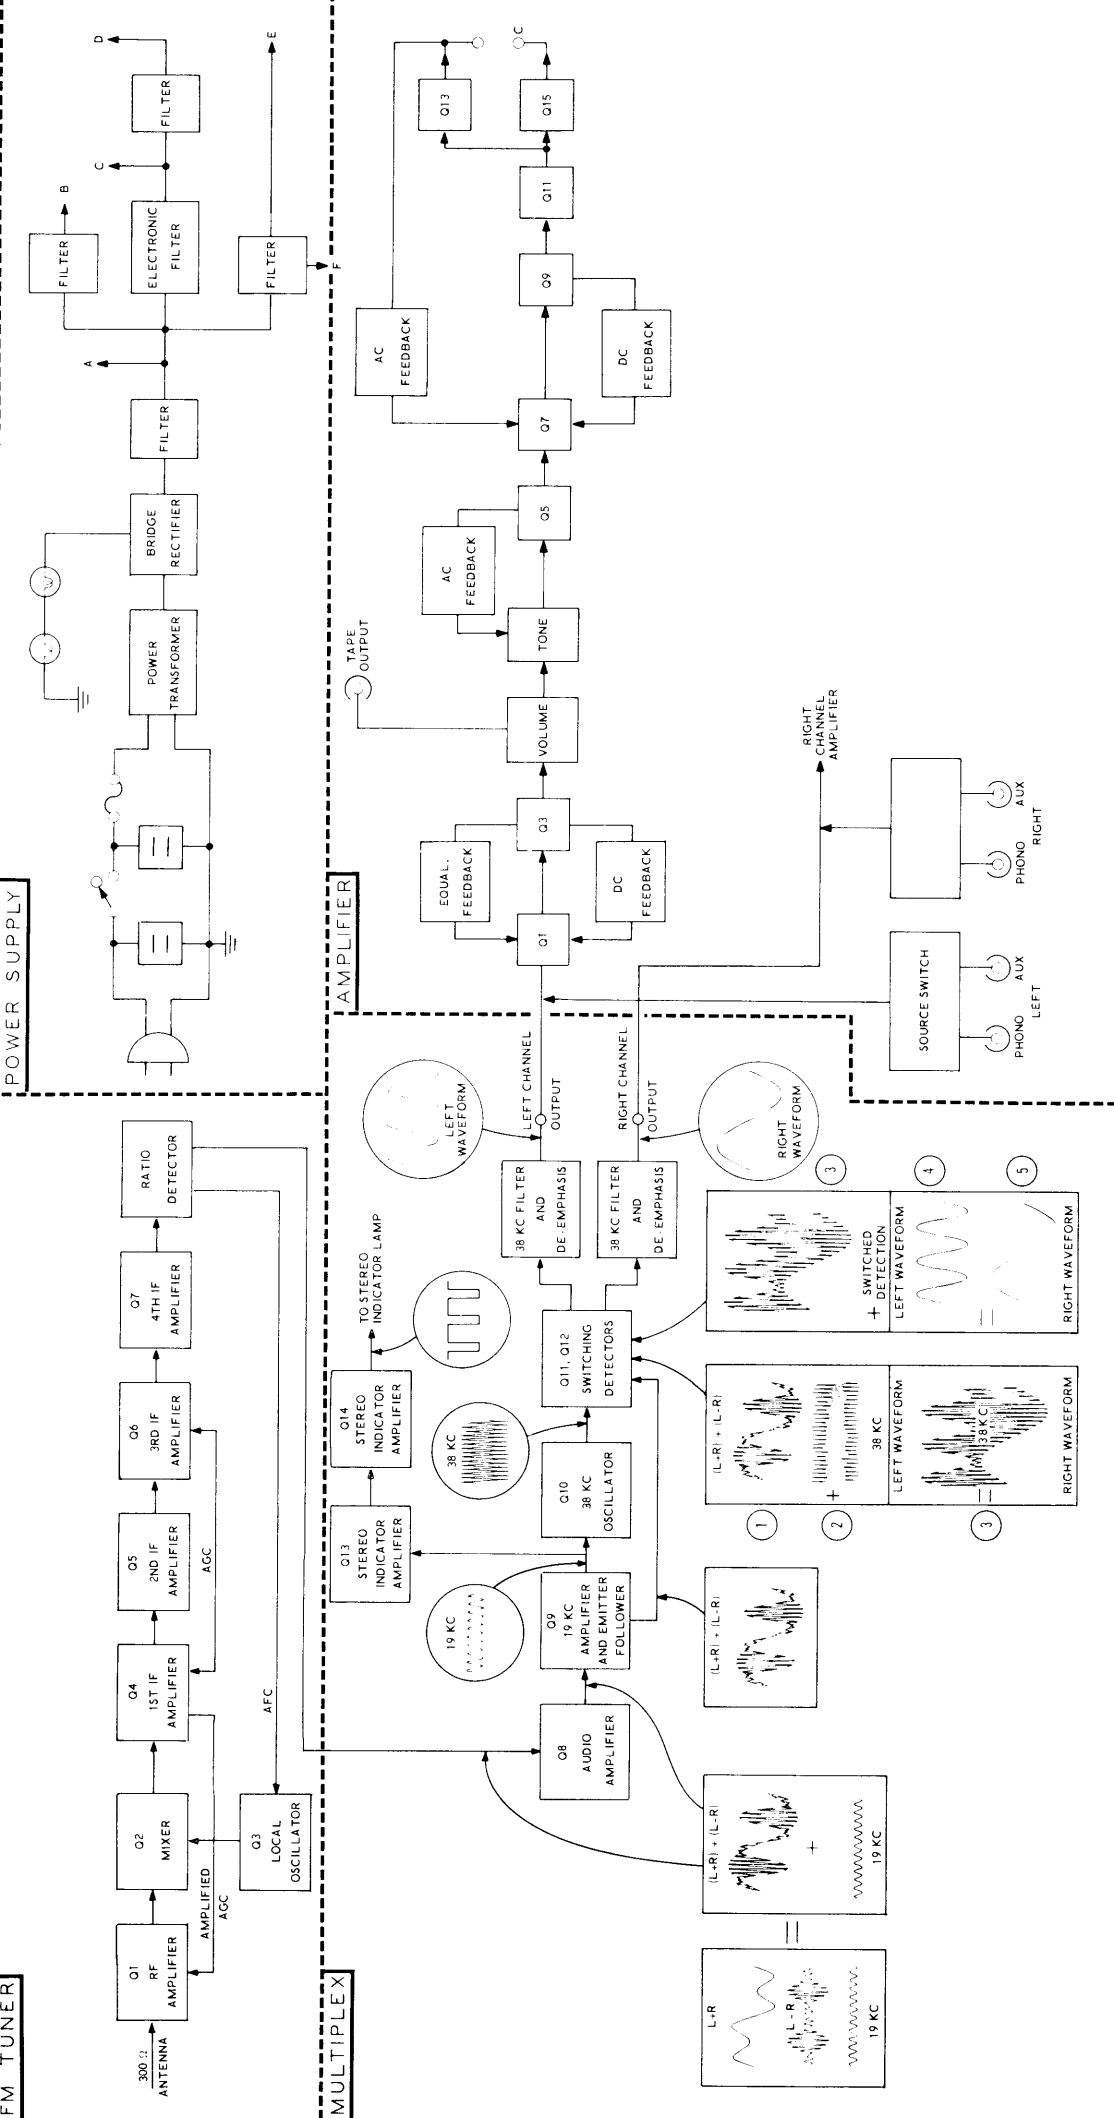 FM TUNER
300 Ω
ANTENNA
Q1
RF
AMPLIFIER
AMPLIFIED
AGC
Q2
MIXER
Q3
LOCAL
OSCILLATOR
AFC
Q4
1ST IF
AMPLIFIER
AGC
Q5
2ND IF
AMPLIFIER
Q6
3RD IF
AMPLIFIER
Q7
4TH IF
AMPLIFIER
RATIO
DETECTOR
POWER SUPPLY
POWER
TRANSFORMER
BRIDGE
RECTIFIER
FILTER
A
FILTER
B
ELECTRONIC
FILTER
C
FILTER
D
FILTER
E
F
MULTIPLEX
L+R
L-R
19 KC
=
(L+R) + (L-R)
+
19 KC
Q8
AUDIO
AMPLIFIER
Q9
19 KC
AMPLIFIER
AND EMITTER
FOLLOWER
19 KC
(L+R) + (L-R)
Q13
STEREO
INDICATOR
AMPLIFIER
Q14
STEREO
INDICATOR
AMPLIFIER
TO STEREO
INDICATOR LAMP
Q10
38 KC
OSCILLATOR
38 KC
Q11, Q12
SWITCHING
DETECTORS
1
2
3
(L+R) + (L-R)
+
38 KC
LEFT WAVEFORM
=
38 KC
RIGHT WAVEFORM
+ SWITCHED
DETECTION
LEFT WAVEFORM
=
RIGHT WAVEFORM
3
4
5
38 KC FILTER
AND
DE-EMPHASIS
38 KC FILTER
AND
DE-EMPHASIS
LEFT
WAVEFORM
RIGHT
WAVEFORM
LEFT CHANNEL
OUTPUT
RIGHT CHANNEL
OUTPUT
AMPLIFIER
Q1
EQUAL.
FEEDBACK
DC
FEEDBACK
Q3
VOLUME
TAPE
OUTPUT
TONE
AC
FEEDBACK
Q5
Q7
AC
FEEDBACK
DC
FEEDBACK
Q9
Q11
Q13
Q15
C
SOURCE SWITCH
PHONO
AUX
LEFT
PHONO
AUX
RIGHT
RIGHT
CHANNEL
AMPLIFIER